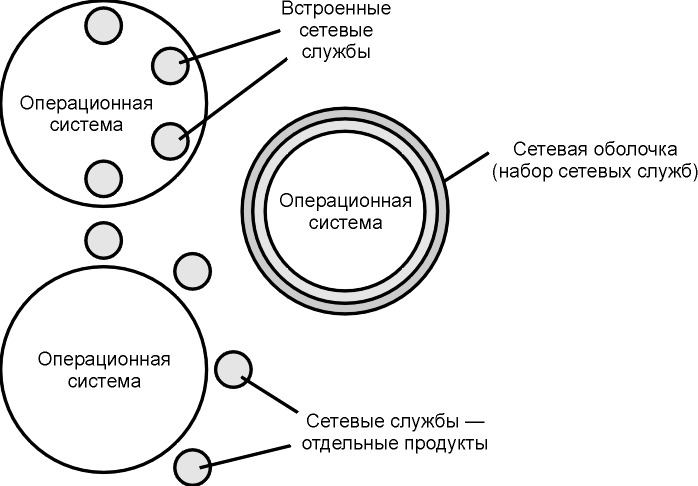 Встроенные
сетевые
службы
Операционная
система
Сетевая оболочка
(набор сетевых служб)
Операционная
система
Операционная
система
Сетевые службы —
отдельные продукты